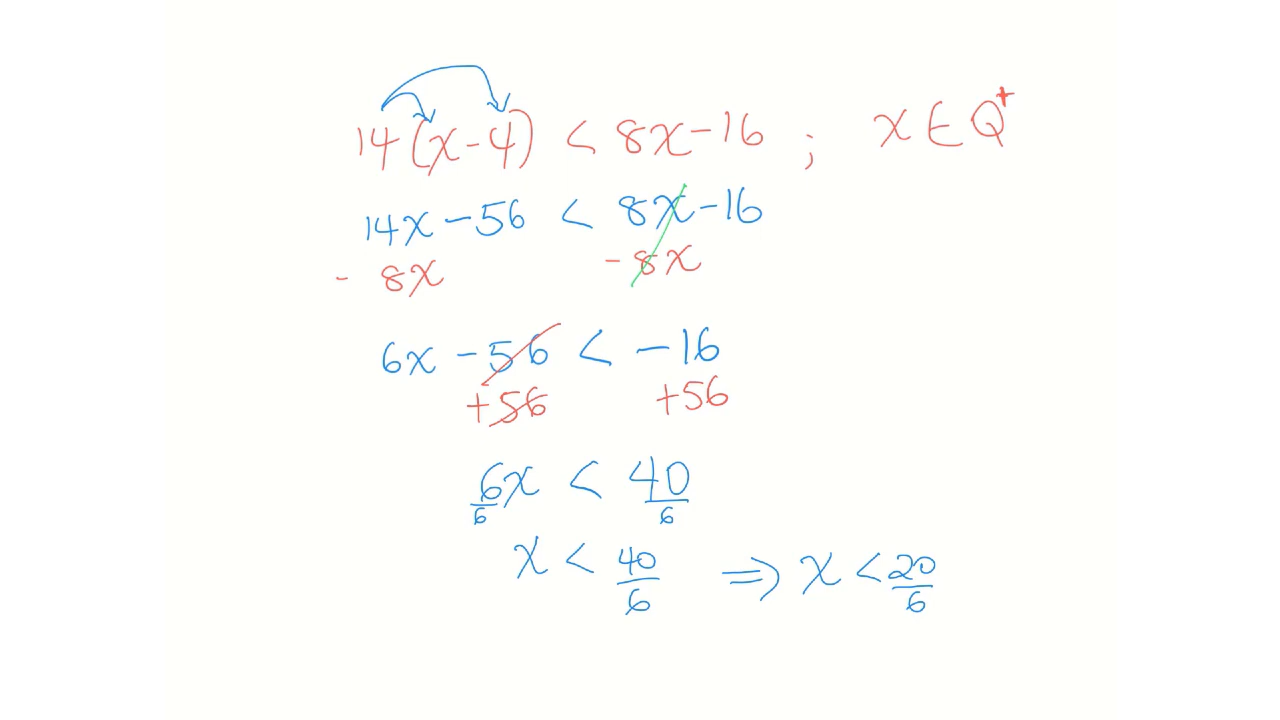 14(x-4) < 8x-16 ; x∈Q⁺
14x-56 < 8x-16
- 8x -8x
6x -56 < -16
+56 +56
6x < 40
6 6
x < 40/6 ⇒ x < 20/6